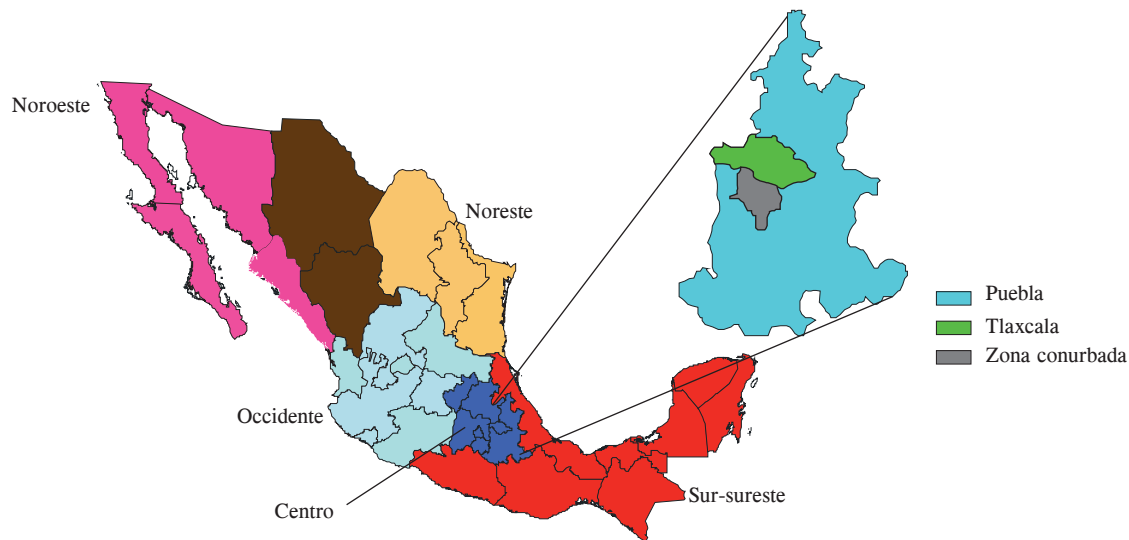 Noroeste
Noreste
Puebla
Tlaxcala
Zona conurbada
Occidente
Centro
Sur-sureste